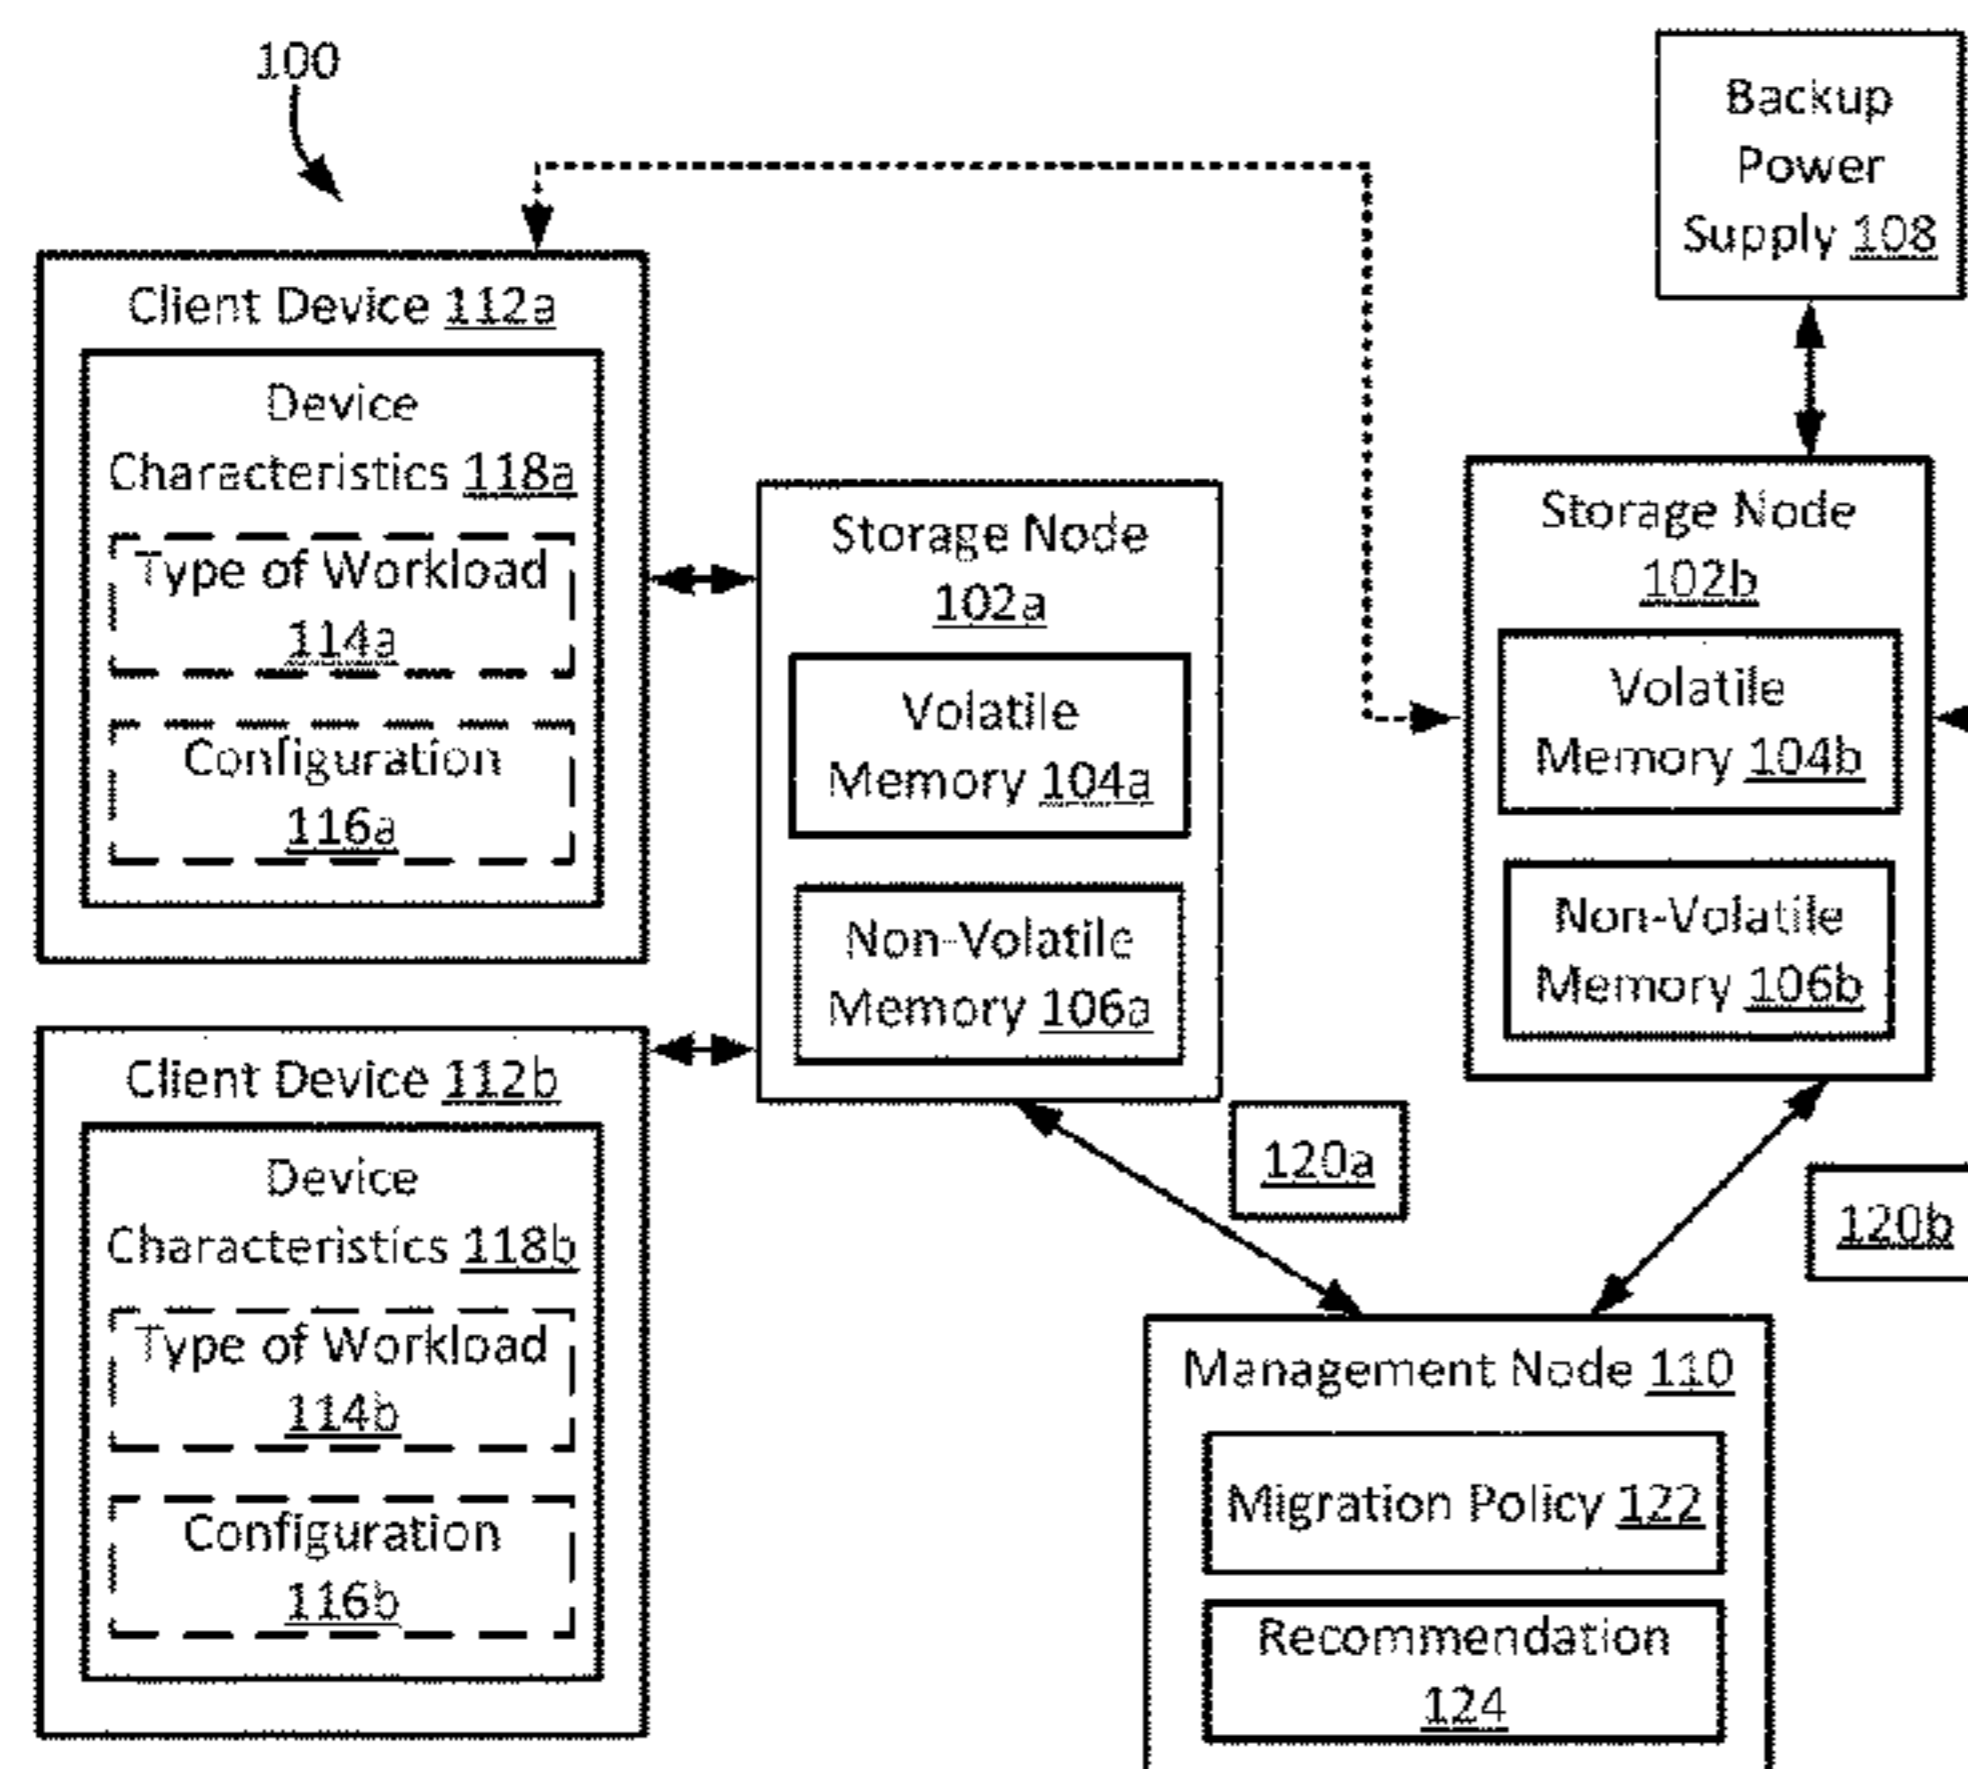 100
Backup
Power
Supply 108
Client Device 112a
Device
Characteristics 118a
Type of Workload
114a
Configuration
116a
Storage Node
102a
Volatile
Memory 104a
Non-Volatile
Memory 106a
Storage Node
102b
Volatile
Memory 104b
Non-Volatile
Memory 106b
Client Device 112b
Device
Characteristics 118b
Type of Workload
114b
Configuration
116b
120a
120b
Management Node 110
Migration Policy 122
Recommendation
124